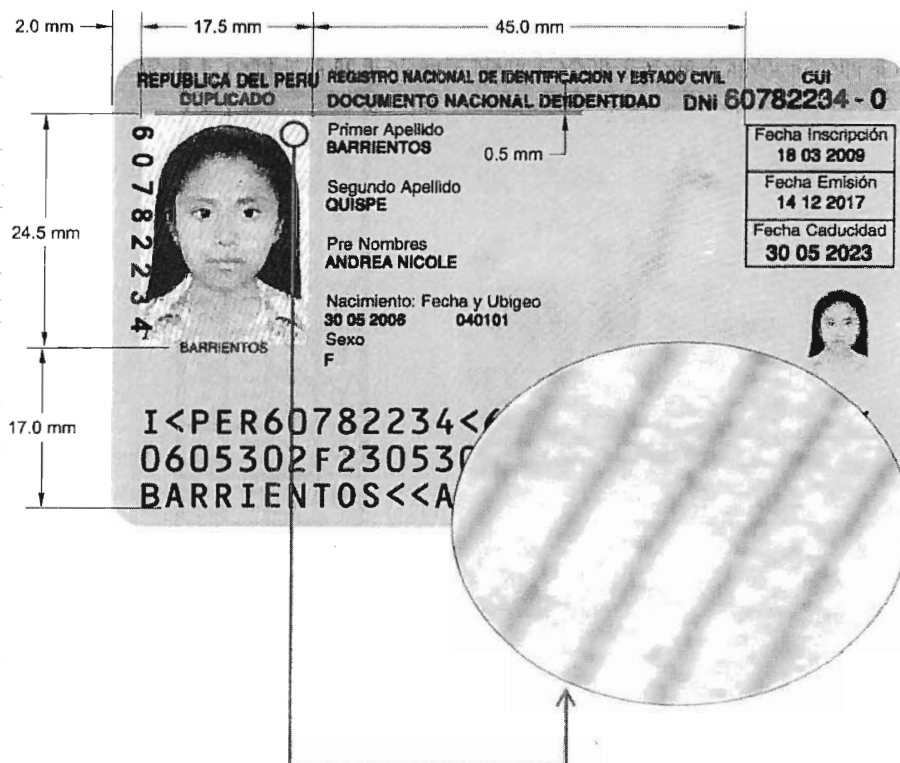 2.0 mm 17.5 mm 45.0 mm
REPUBLICA DEL PERU REGISTRO NACIONAL DE IDENTIFICACION Y ESTADO CIVIL CUI
DUPLICADO DOCUMENTO NACIONAL DE IDENTIDAD DNI 60782234 - 0
60782234
Primer Apellido
BARRIENTOS
0.5 mm
Segundo Apellido
QUISPE
Pre Nombres
ANDREA NICOLE
Nacimiento: Fecha y Ubigeo
30 05 2006 040101
Sexo
F
Fecha Inscripción
18 03 2009
Fecha Emisión
14 12 2017
Fecha Caducidad
30 05 2023
24.5 mm
BARRIENTOS
17.0 mm
I<PER60782234<
0605302F230530
BARRIENTOS<<A